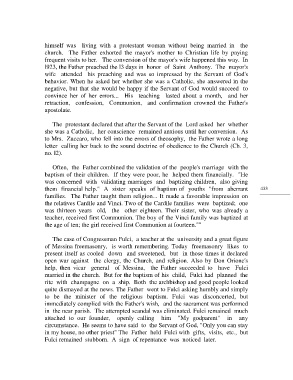 himself was living with a protestant woman without being married in the
church. The Father exhorted the mayor's mother to Christian life by paying
frequent visits to her. The conversion of the mayor's wife happened this way. In
1923, the Father preached the 13 days in honor of Saint Anthony. The mayor's
wife attended his preaching and was so impressed by the Servant of God's
behavior. When he asked her whether she was a Catholic, she answered in the
negative, but that she would be happy if the Servant of God would succeed to
convince her of her errors... His teaching lasted about a month, and her
retraction, confession, Communion, and confirmation crowned the Father's
apostolate.
The protestant declared that after the Servant of the Lord asked her whether
she was a Catholic, her conscience remained anxious until her conversion. As
to Mrs. Zuccaro, who fell into the errors of theosophy, the Father wrote a long
letter calling her back to the sound doctrine of obedience to the Church (Ch. 3,
no. 12).
Often, the Father combined the validation of the people's marriage with the
baptism of their children. If they were poor, he helped them financially. "He
was concerned with validating marriages and baptizing children, also giving
them financial help." A sister speaks of baptism of youths "from aberrant
families. The Father taught them religion... It made a favorable impression on
the relatives Cardile and Vinci. Two of the Cardile families were baptized; one
was thirteen years old, the other eighteen. Their sister, who was already a
teacher, received first Communion. The boy of the Vinci family was baptized at
the age of ten; the girl received first Communion at fourteen."
The case of Congressman Fulci, a teacher at the university and a great figure
of Messina freemasonry, is worth remembering. Today freemasonry likes to
present itself as cooled down and sweetened, but in those times it declared
open war against the clergy, the Church, and religion. Also by Don Orione's
help, then vicar general of Messina, the Father succeeded to have Fulci
married in the church. But for the baptism of his child, Fulci had planned the
rite with champagne on a ship. Both the archbishop and good people looked
quite dismayed at the news. The Father went to Fulci asking humbly and simply
to be the minister of the religious baptism. Fulci was disconcerted, but
immediately complied with the Father's wish, and the sacrament was performed
in the near parish. The attempted scandal was eliminated. Fulci remained much
attached to our founder, openly calling him "My godparent" in any
circumstance. He seems to have said to the Servant of God, "Only you can stay
in my house, no other priest" The Father held Fulci with gifts, visits, etc., but
Fulci remained stubborn. A sign of repentance was noticed later.